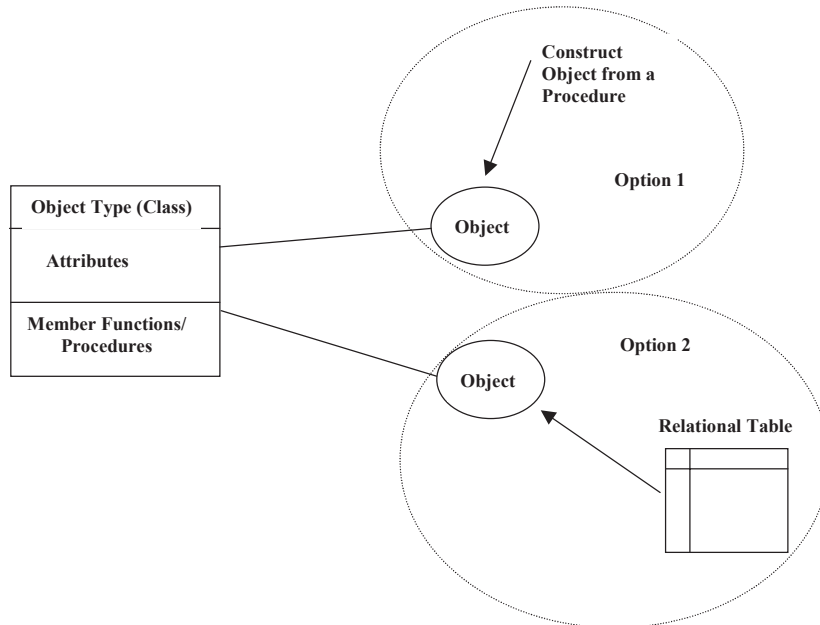 Construct
Object from a
Procedure
Option 1
Object Type (Class)
Object
Attributes
Member Functions/
Procedures
Option 2
Object
Relational Table